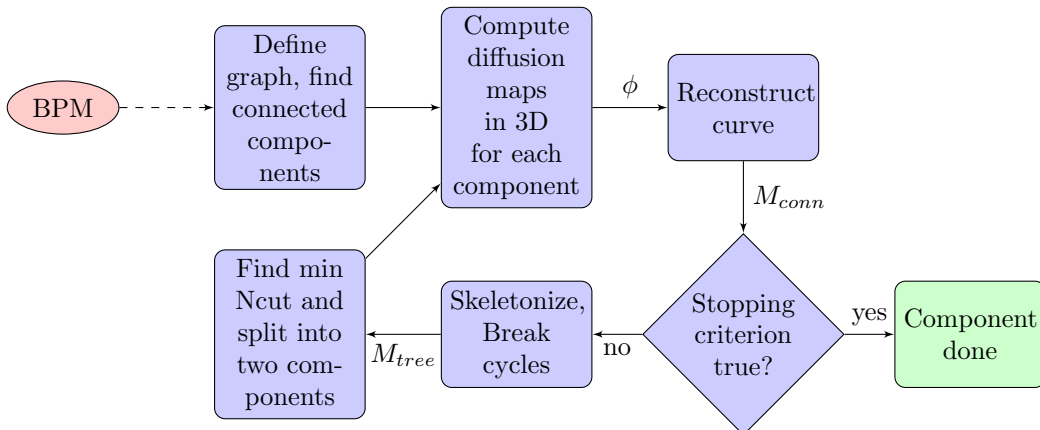 BPM
Define
graph, find
connected
compo-
nents
Compute
diffusion
maps
in 3D
for each
component
ϕ
Reconstruct
curve
M_conn
Stopping
criterion
true?
yes
Component
done
no
Skeletonize,
Break
cycles
M_tree
Find min
Ncut and
split into
two com-
ponents